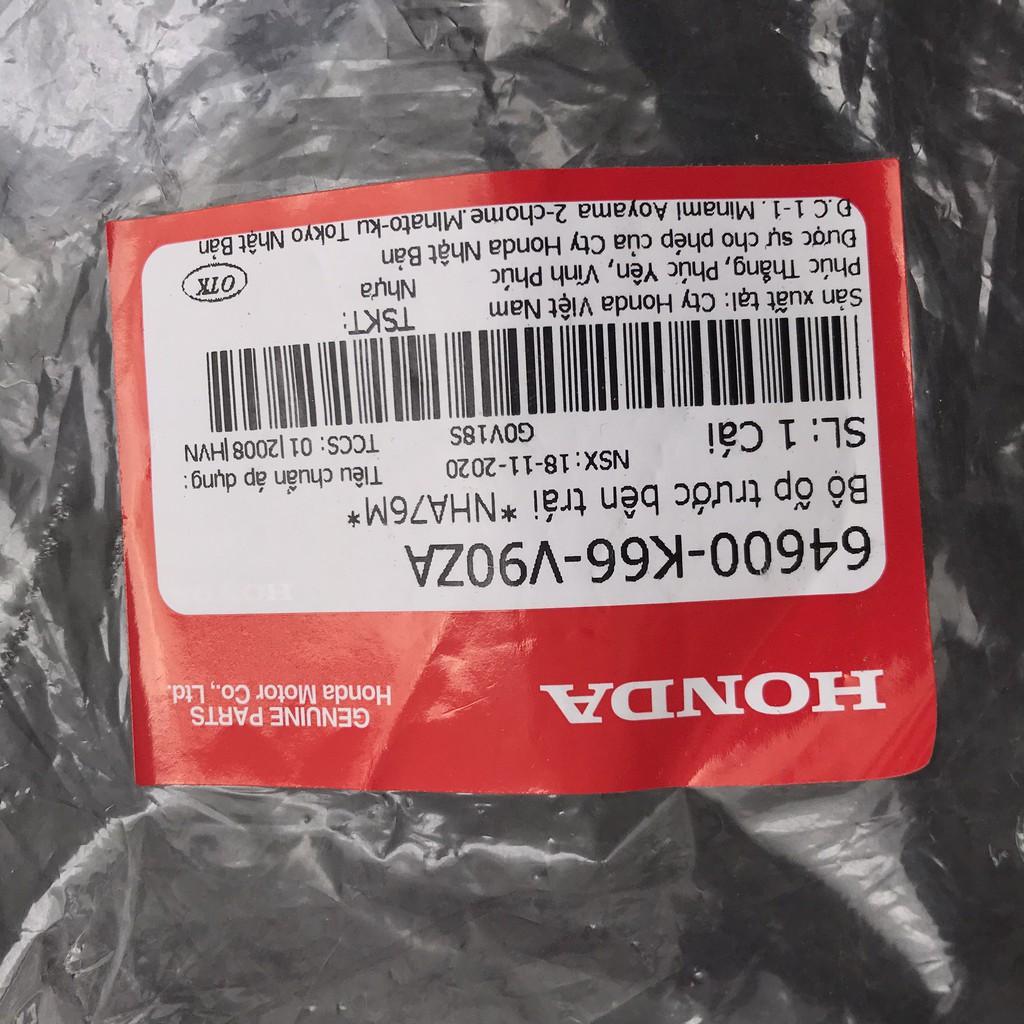 HONDA
GENUINE PARTS
Honda Motor Co., Ltd.
64600-K66-V90ZA
Bộ ốp trước bên trái *NHA76M*
NSX:18-11-2020
Tiêu chuẩn áp dụng:
SL: 1 Cái
G0V18S
TCCS: 01|2008|HVN
Sản xuất tại: Cty Honda Việt Nam
TSKT:
Phúc Thắng, Phúc Yên, Vĩnh Phúc
Nhựa
OTK
Được sự cho phép của Cty Honda Nhật Bản
Đ.C 1-1. Minami Aoyama 2-chome.Minato-ku Tokyo Nhật Bản